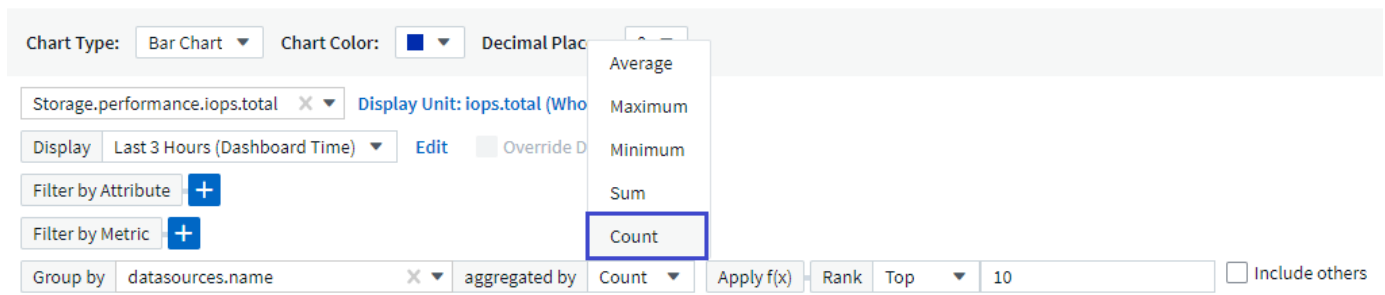 Chart Type: Bar Chart Chart Color: Decimal Plac
Average
Storage.performance.iops.total Display Unit: iops.total (Who
Maximum
Display Last 3 Hours (Dashboard Time) Edit Override D
Minimum
Filter by Attribute +
Sum
Filter by Metric +
Count
Group by datasources.name aggregated by Count Apply f(x) Rank Top 10 Include others